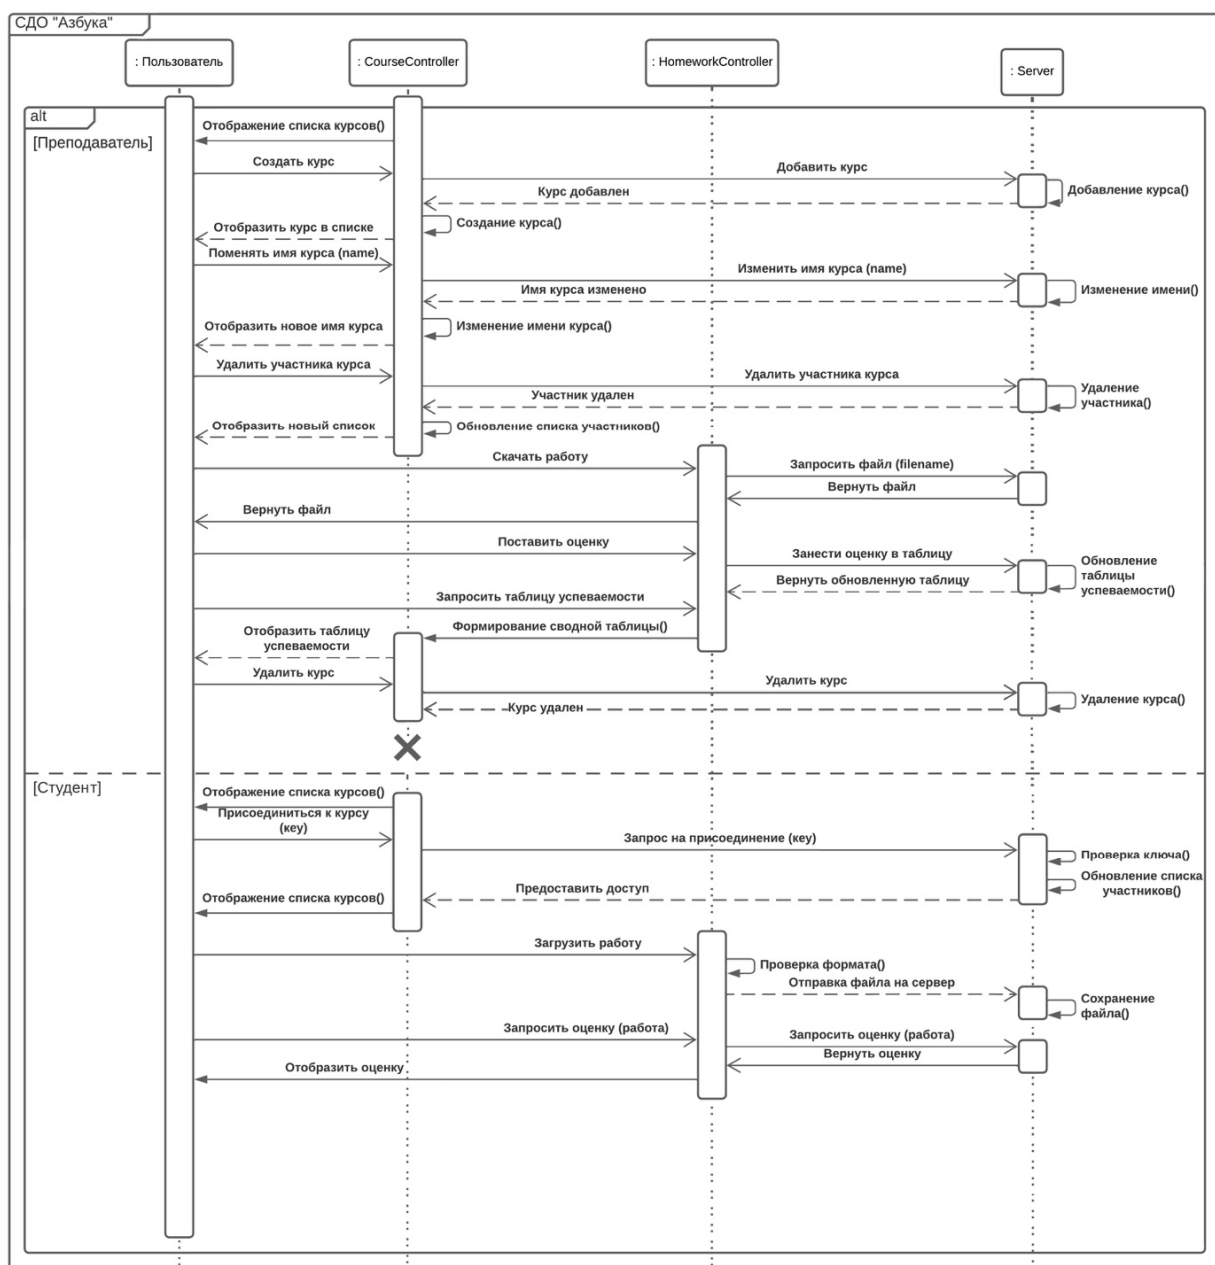 СДО "Азбука"
: Пользователь
: CourseController
: HomeworkController
: Server
alt
[Преподаватель]
Отображение списка курсов()
Создать курс
Добавить курс
Добавление курса()
Курс добавлен
Создание курса()
Отобразить курс в списке
Поменять имя курса (name)
Изменить имя курса (name)
Изменение имени()
Имя курса изменено
Изменение имени курса()
Отобразить новое имя курса
Удалить участника курса
Удалить участника курса
Удаление
участника()
Участник удален
Обновление списка участников()
Отобразить новый список
Скачать работу
Запросить файл (filename)
Вернуть файл
Вернуть файл
Поставить оценку
Занести оценку в таблицу
Обновление
таблицы
успеваемости()
Вернуть обновленную таблицу
Запросить таблицу успеваемости
Формирование сводной таблицы()
Отобразить таблицу
успеваемости
Удалить курс
Удалить курс
Удаление курса()
Курс удален
[Студент]
Отображение списка курсов()
Присоединиться к курсу
(кеу)
Запрос на присоединение (key)
Проверка ключа()
Обновление списка
участников()
Предоставить доступ
Отображение списка курсов()
Загрузить работу
Проверка формата()
Отправка файла на сервер
Сохранение
файла()
Запросить оценку (работа)
Запросить оценку (работа)
Вернуть оценку
Отобразить оценку